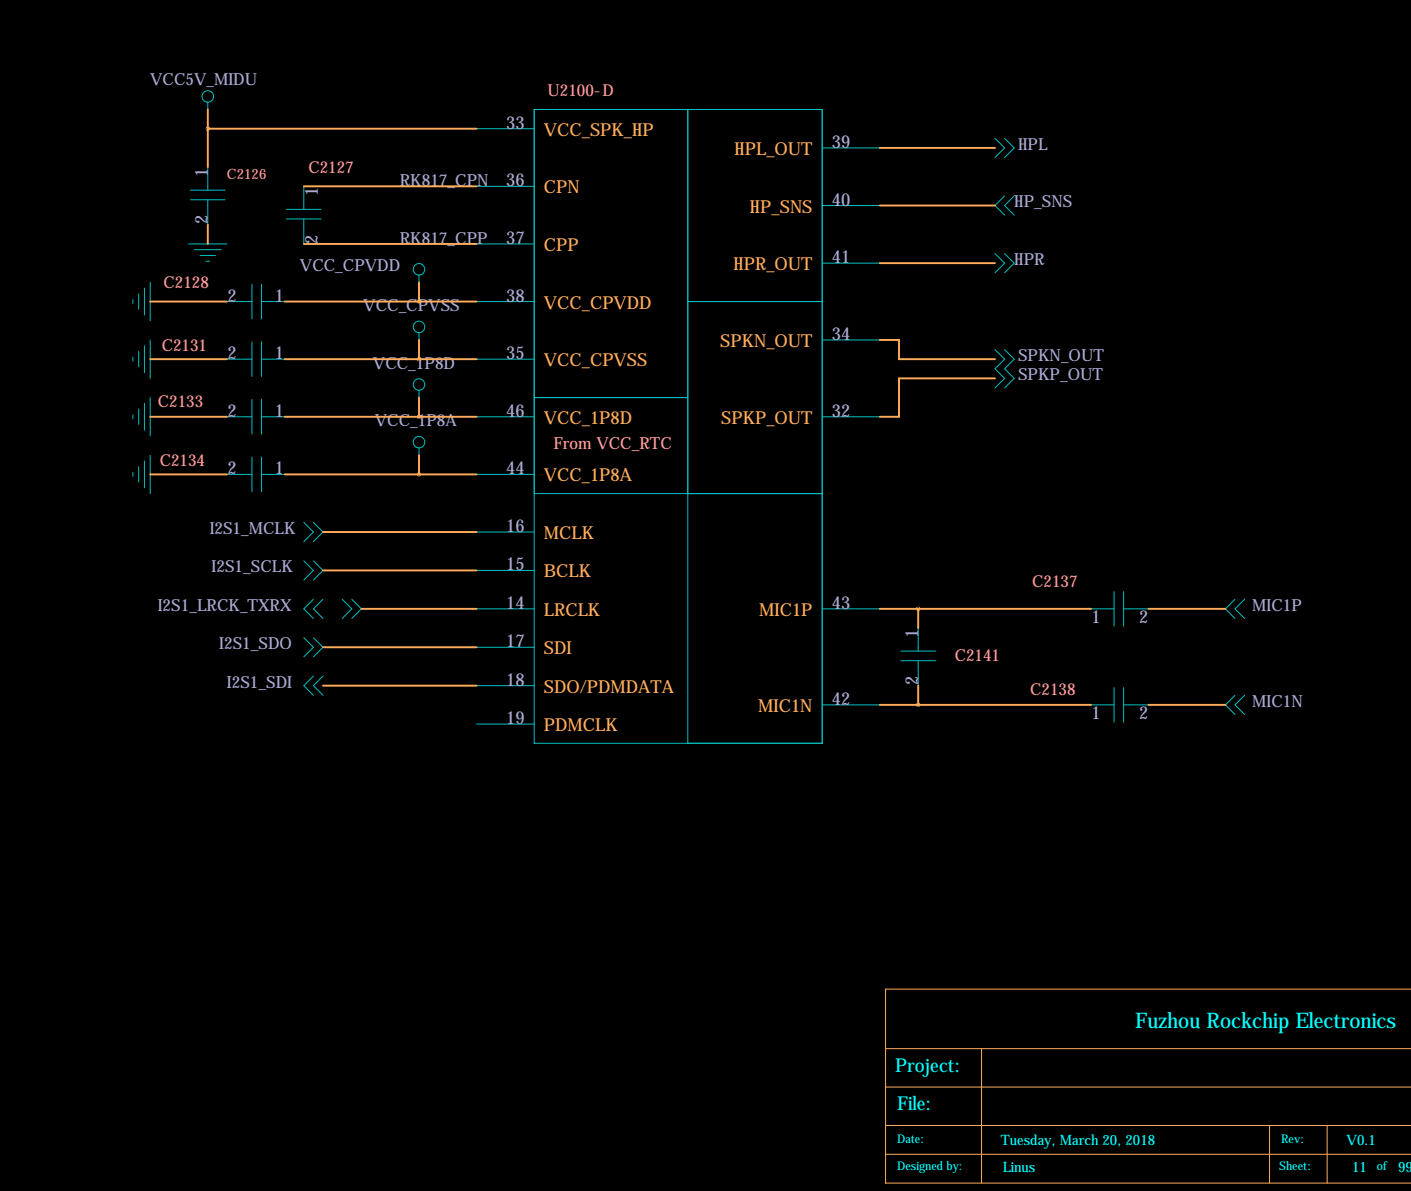 VCC5V_MIDU
U2100-D
33
VCC_SPK_HP
HPL_OUT
39
HPL
1
C2126
2
C2127
1
2
RK817_CPN
36
CPN
HP_SNS
40
HP_SNS
RK817_CPP
37
CPP
HPR_OUT
41
HPR
VCC_CPVDD
C2128
2
1
38
VCC_CPVDD
VCC_CPVSS
SPKN_OUT
34
SPKN_OUT
C2131
2
1
35
VCC_CPVSS
VCC_1P8D
SPKP_OUT
C2133
2
1
46
VCC_1P8D
SPKP_OUT
32
VCC_1P8A
From VCC_RTC
C2134
2
1
44
VCC_1P8A
I2S1_MCLK
16
MCLK
I2S1_SCLK
15
BCLK
I2S1_LRCK_TXRX
14
LRCLK
MIC1P
43
C2137
1
2
MIC1P
I2S1_SDO
17
SDI
1
C2141
2
I2S1_SDI
18
SDO/PDMDATA
MIC1N
42
C2138
1
2
MIC1N
19
PDMCLK
Fuzhou Rockchip Electronics
Project:
File:
Date:
Tuesday, March 20, 2018
Rev:
V0.1
Designed by:
Linus
Sheet:
11 of 99